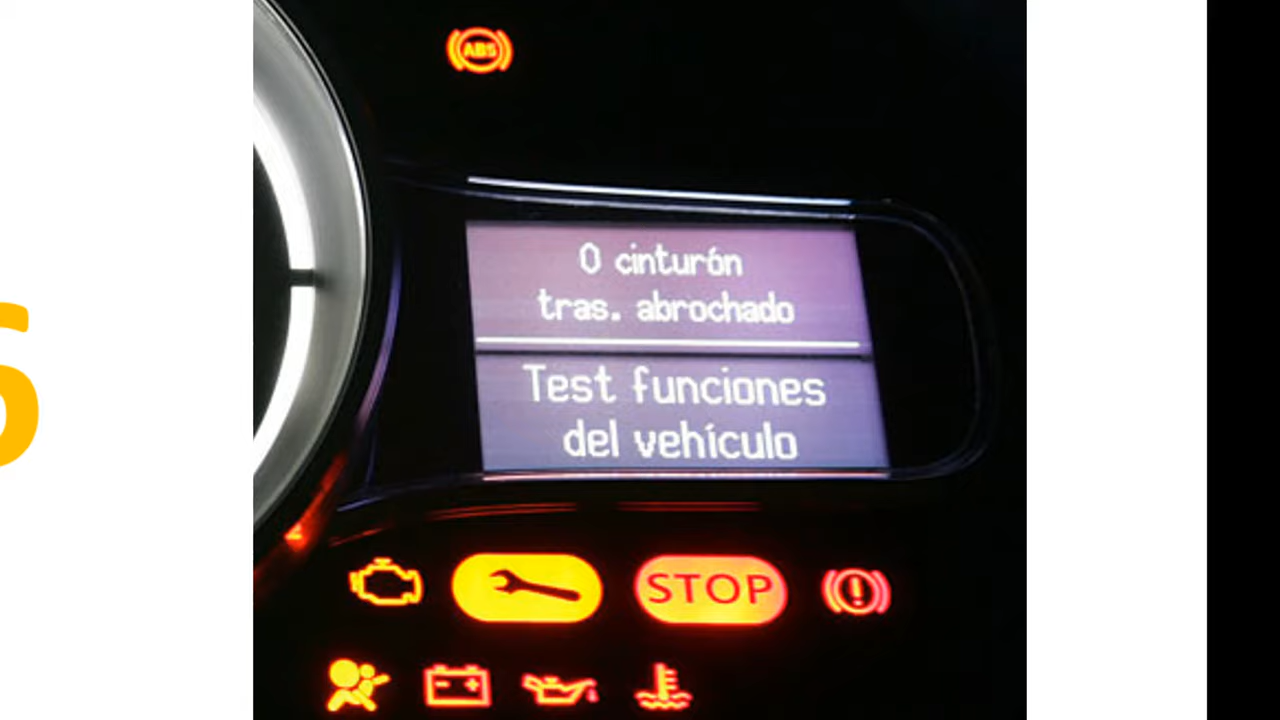 ABS
0 cinturón
tras. abrochado
Test funciones
del vehículo
STOP